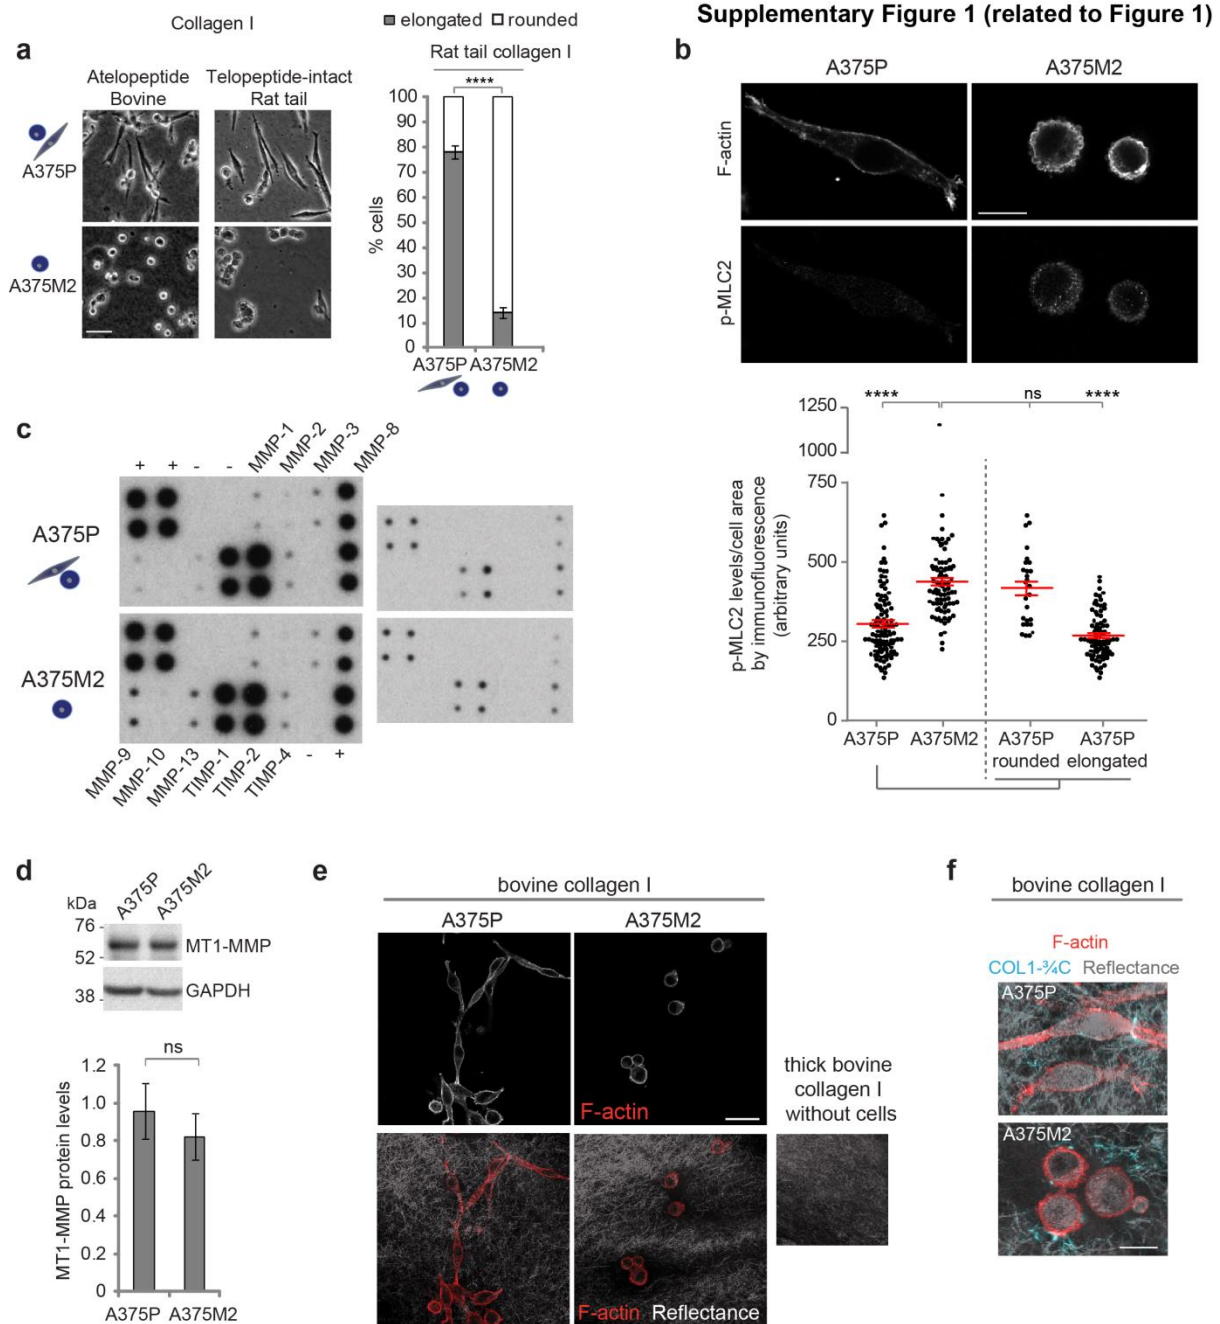 Supplementary Figure 1 (related to Figure 1)
a
Collagen I
Atelopeptide
Bovine
Telopeptide-intact
Rat tail
A375P
A375M2
elongated rounded
Rat tail collagen I
****
100
90
80
70
60
50
40
30
20
10
0
% cells
A375P A375M2
b
A375P A375M2
F-actin
p-MLC2
**** ns ****
1250
1000
750
500
250
0
p-MLC2 levels/cell area
by immunofluorescence
(arbitrary units)
A375P A375M2
A375P
rounded
A375P
elongated
c
+ + - - MMP-1 MMP-2 MMP-3 MMP-8
A375P
A375M2
MMP-9 MMP-10 MMP-13 TIMP-1 TIMP-2 TIMP-4 - +
d
kDa A375P A375M2
76
52
MT1-MMP
38
GAPDH
ns
1.2
1.0
0.8
0.6
0.4
0.2
0
MT1-MMP protein levels
A375P A375M2
e
bovine collagen I
A375P A375M2
F-actin
thick bovine
collagen I
without cells
F-actin Reflectance
f
bovine collagen I
F-actin
COL1-¾C Reflectance
A375P
A375M2